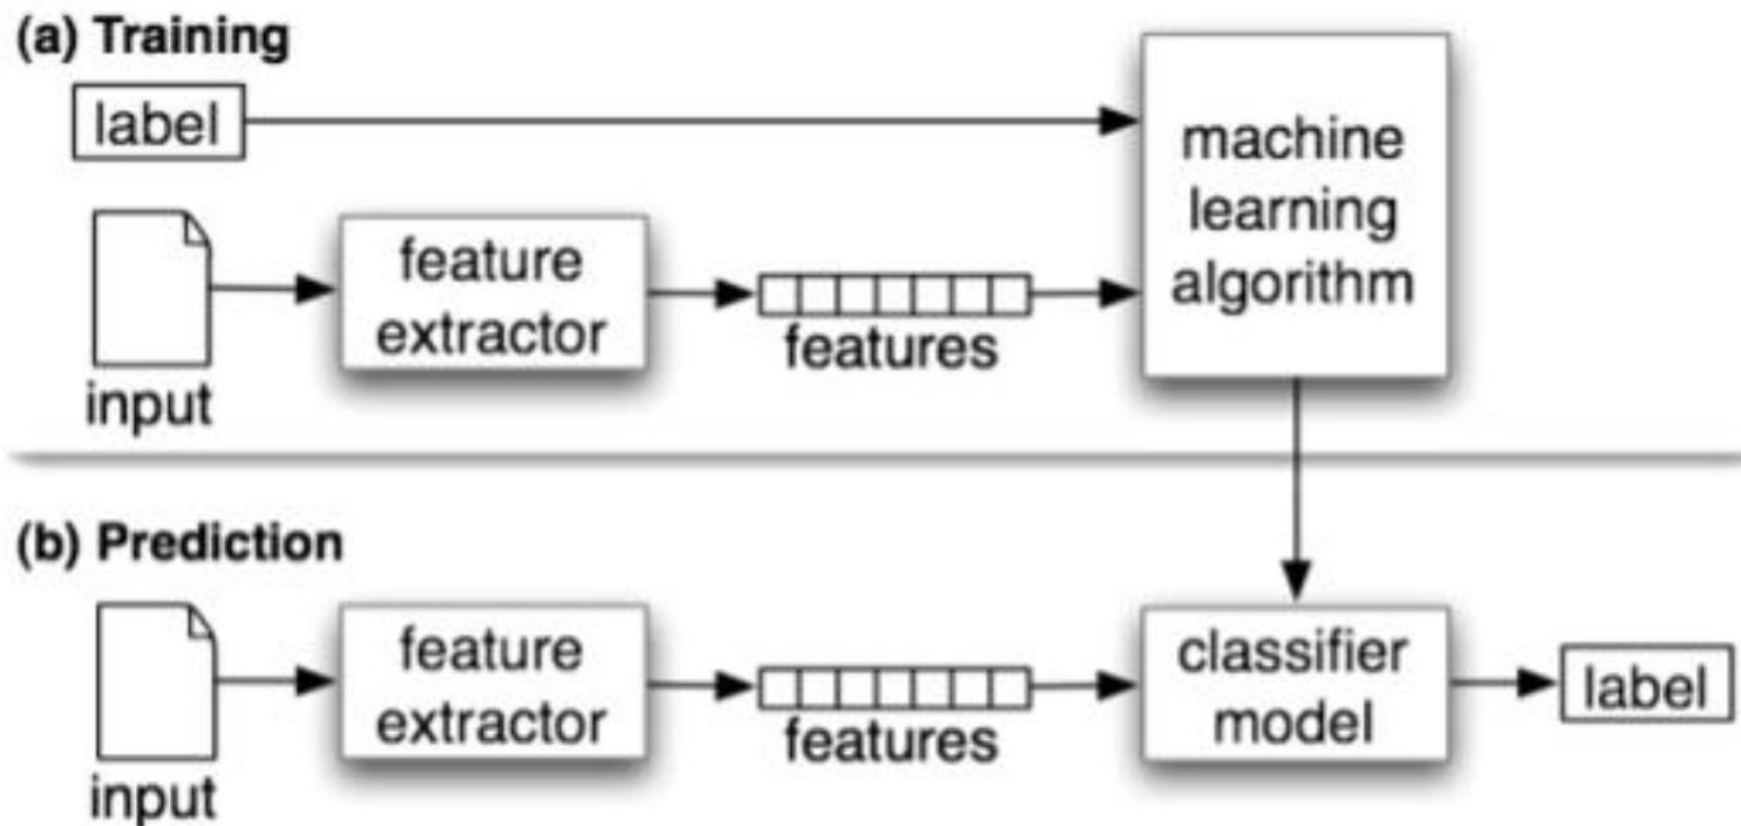 (a) Training
label
machine
learning
algorithm
feature
extractor
features
input
(b) Prediction
feature
extractor
features
classifier
model
label
input